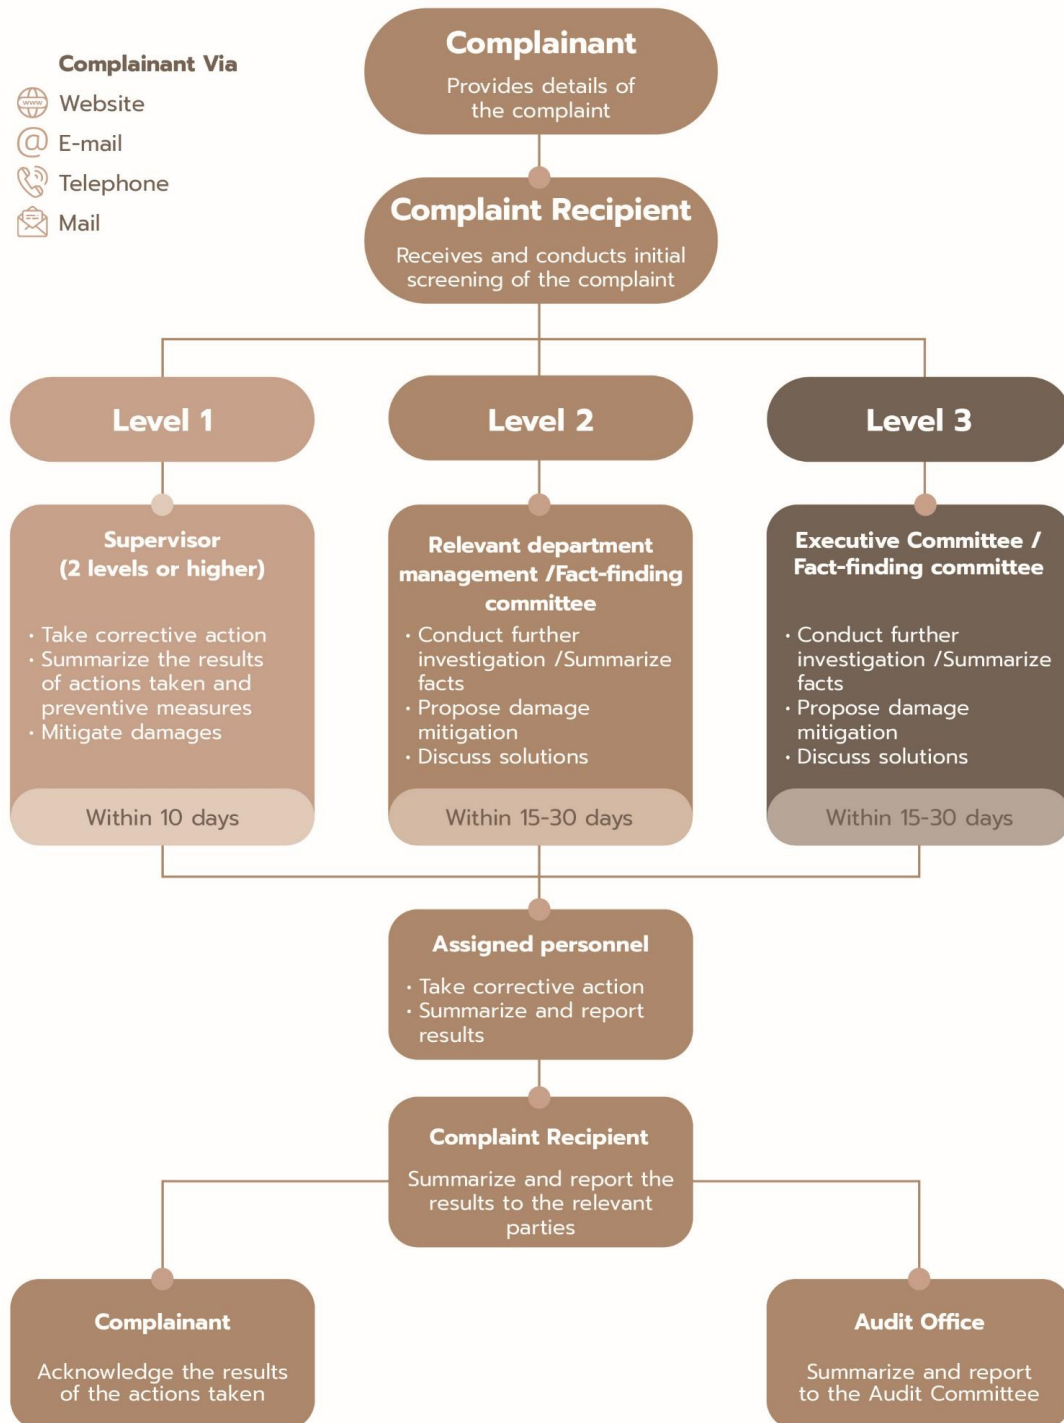 Complainant Via
Website
E-mail
Telephone
Mail
Complainant
Provides details of
the complaint
Complaint Recipient
Receives and conducts initial
screening of the complaint
Level 1
Level 2
Level 3
Supervisor
(2 levels or higher)
• Take corrective action
• Summarize the results
of actions taken and
preventive measures
• Mitigate damages
Within 10 days
Relevant department
management /Fact-finding
committee
• Conduct further
investigation /Summarize
facts
• Propose damage
mitigation
• Discuss solutions
Within 15-30 days
Executive Committee /
Fact-finding committee
• Conduct further
investigation /Summarize
facts
• Propose damage
mitigation
• Discuss solutions
Within 15-30 days
Assigned personnel
• Take corrective action
• Summarize and report
results
Complaint Recipient
Summarize and report the
results to the relevant
parties
Complainant
Acknowledge the results
of the actions taken
Audit Office
Summarize and report
to the Audit Committee